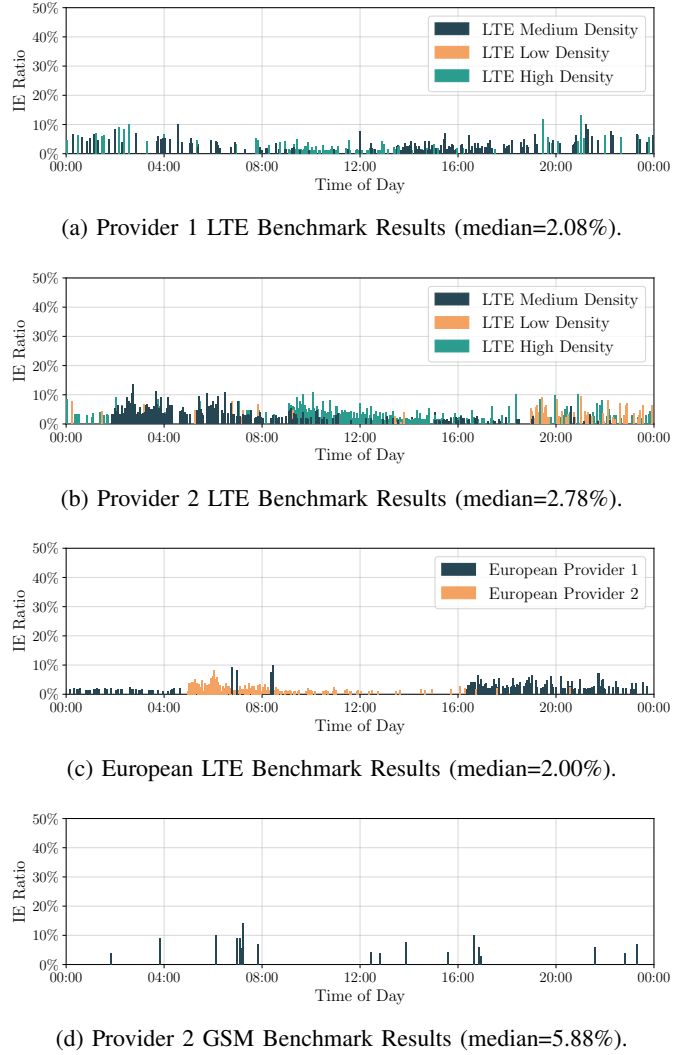 50%
40%
30%
20%
10%
0%
IE Ratio
LTE Medium Density
LTE Low Density
LTE High Density
00:00 04:00 08:00 12:00 16:00 20:00 00:00
Time of Day
(a) Provider 1 LTE Benchmark Results (median=2.08%).
50%
40%
30%
20%
10%
0%
IE Ratio
LTE Medium Density
LTE Low Density
LTE High Density
00:00 04:00 08:00 12:00 16:00 20:00 00:00
Time of Day
(b) Provider 2 LTE Benchmark Results (median=2.78%).
50%
40%
30%
20%
10%
0%
IE Ratio
European Provider 1
European Provider 2
00:00 04:00 08:00 12:00 16:00 20:00 00:00
Time of Day
(c) European LTE Benchmark Results (median=2.00%).
50%
40%
30%
20%
10%
0%
IE Ratio
00:00 04:00 08:00 12:00 16:00 20:00 00:00
Time of Day
(d) Provider 2 GSM Benchmark Results (median=5.88%).